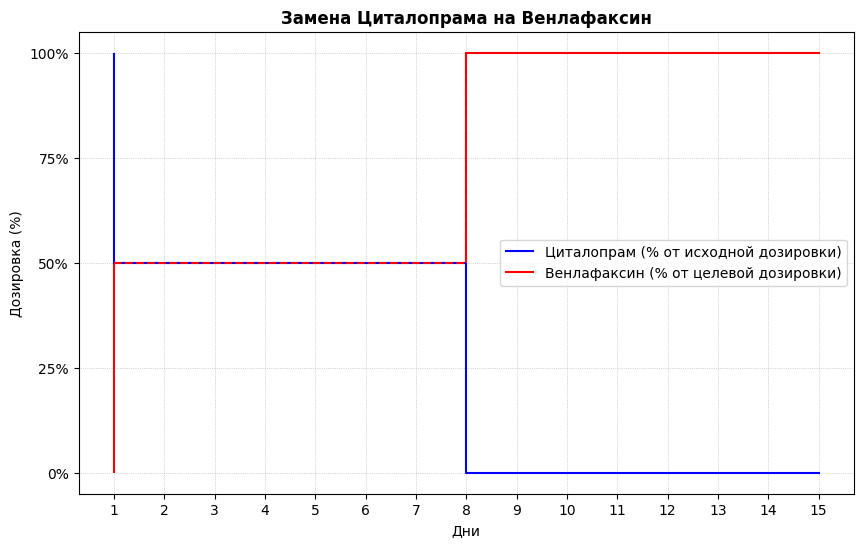 Замена Циталопрама на Венлафаксин
100%
75%
50%
25%
0%
Дозировка (%)
Циталопрам (% от исходной дозировки)
Венлафаксин (% от целевой дозировки)
1 2 3 4 5 6 7 8 9 10 11 12 13 14 15
Дни